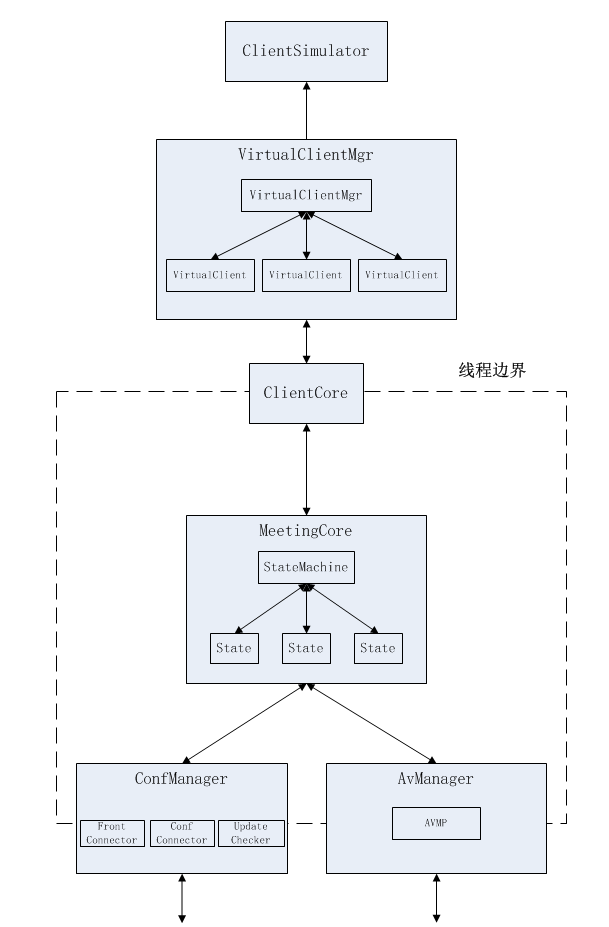 ClientSimulator
VirtualClientMgr
VirtualClientMgr
VirtualClient
VirtualClient
VirtualClient
线程边界
ClientCore
MeetingCore
StateMachine
State
State
State
ConfManager
Front
Connector
Conf
Connector
Update
Checker
AvManager
AVMP